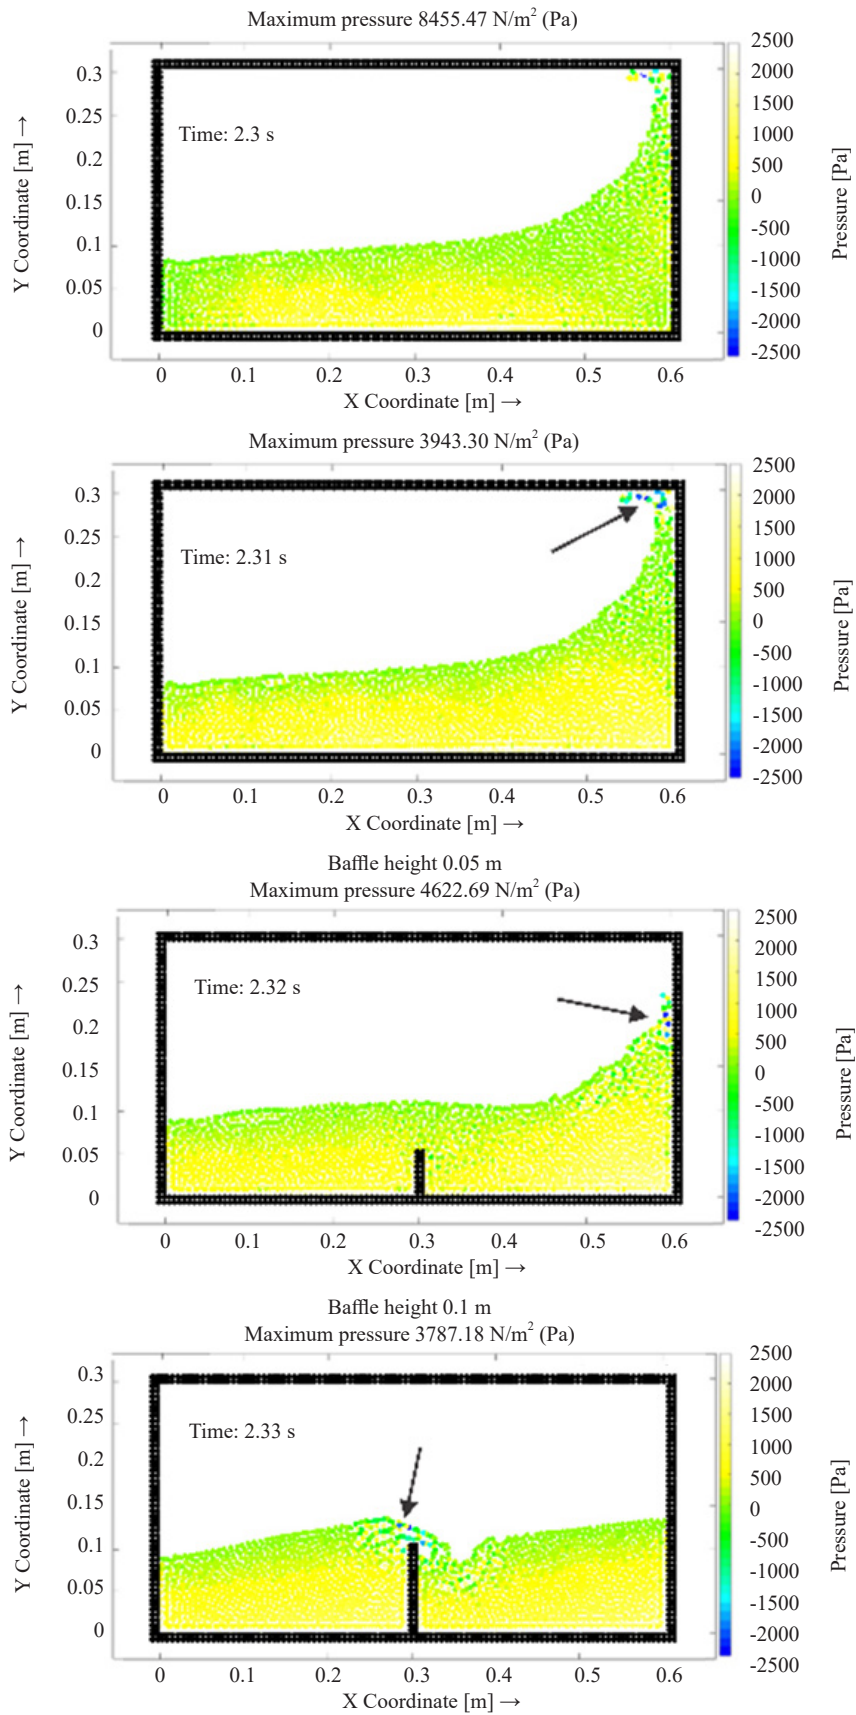 Maximum pressure 8455.47 N/m² (Pa)
Y Coordinate [m] →
0.3
0.25
0.2
0.15
0.1
0.05
0
Time: 2.3 s
0 0.1 0.2 0.3 0.4 0.5 0.6
X Coordinate [m] →
2500
2000
1500
1000
500
0
-500
-1000
-1500
-2000
-2500
Pressure [Pa]
Maximum pressure 3943.30 N/m² (Pa)
Y Coordinate [m] →
0.3
0.25
0.2
0.15
0.1
0.05
0
Time: 2.31 s
0 0.1 0.2 0.3 0.4 0.5 0.6
X Coordinate [m] →
2500
2000
1500
1000
500
0
-500
-1000
-1500
-2000
-2500
Pressure [Pa]
Baffle height 0.05 m
Maximum pressure 4622.69 N/m² (Pa)
Y Coordinate [m] →
0.3
0.25
0.2
0.15
0.1
0.05
0
Time: 2.32 s
0 0.1 0.2 0.3 0.4 0.5 0.6
X Coordinate [m] →
2500
2000
1500
1000
500
0
-500
-1000
-1500
-2000
-2500
Pressure [Pa]
Baffle height 0.1 m
Maximum pressure 3787.18 N/m² (Pa)
Y Coordinate [m] →
0.3
0.25
0.2
0.15
0.1
0.05
0
Time: 2.33 s
0 0.1 0.2 0.3 0.4 0.5 0.6
X Coordinate [m] →
2500
2000
1500
1000
500
0
-500
-1000
-1500
-2000
-2500
Pressure [Pa]